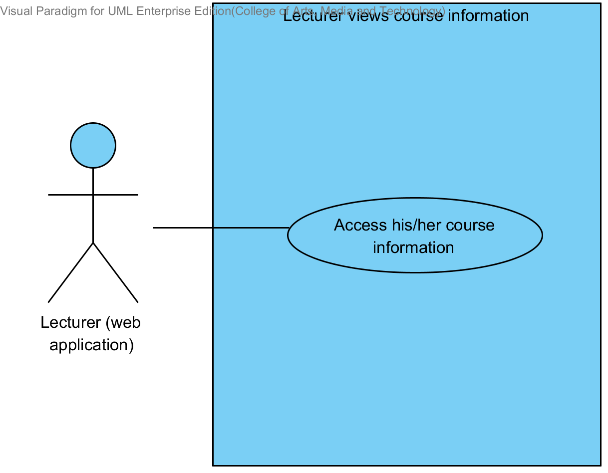 Visual Paradigm for UML Enterprise Edition(College of Arts, Media and Technology)
Lecturer views course information
Access his/her course
information
Lecturer (web
application)